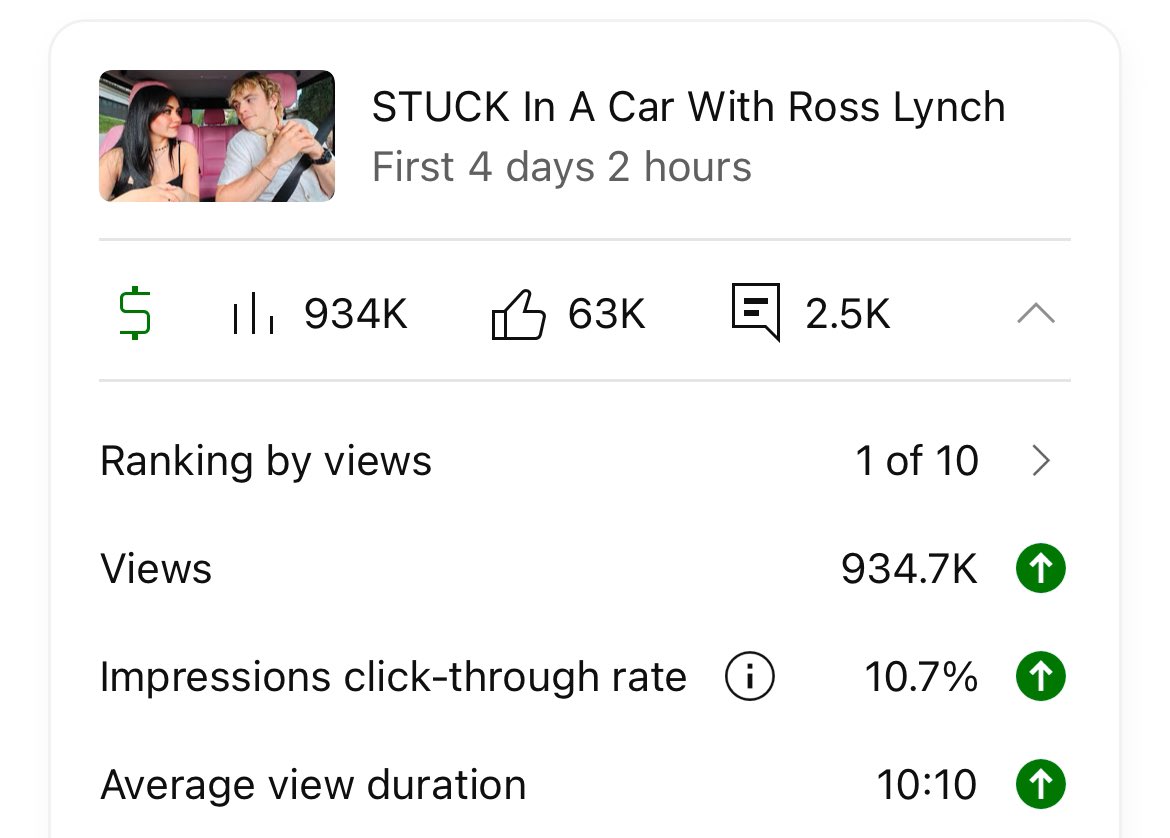 STUCK In A Car With Ross Lynch
First 4 days 2 hours
$ 934K 63K 2.5K
Ranking by views 1 of 10
Views 934.7K
Impressions click-through rate i 10.7%
Average view duration 10:10